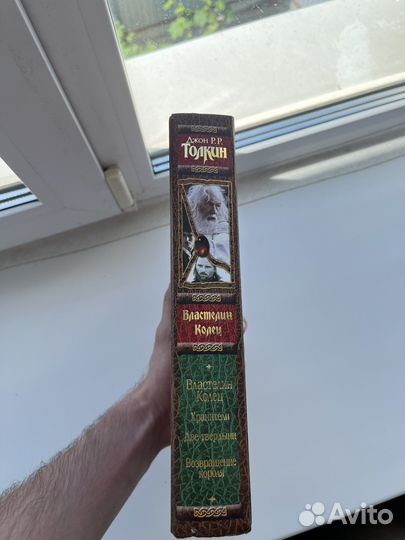 Джон Р. Р.
Толкин
Властелин
Колец
Властелин
Колец
Хранители
Две твердыни
Возвращение
короля
Avito